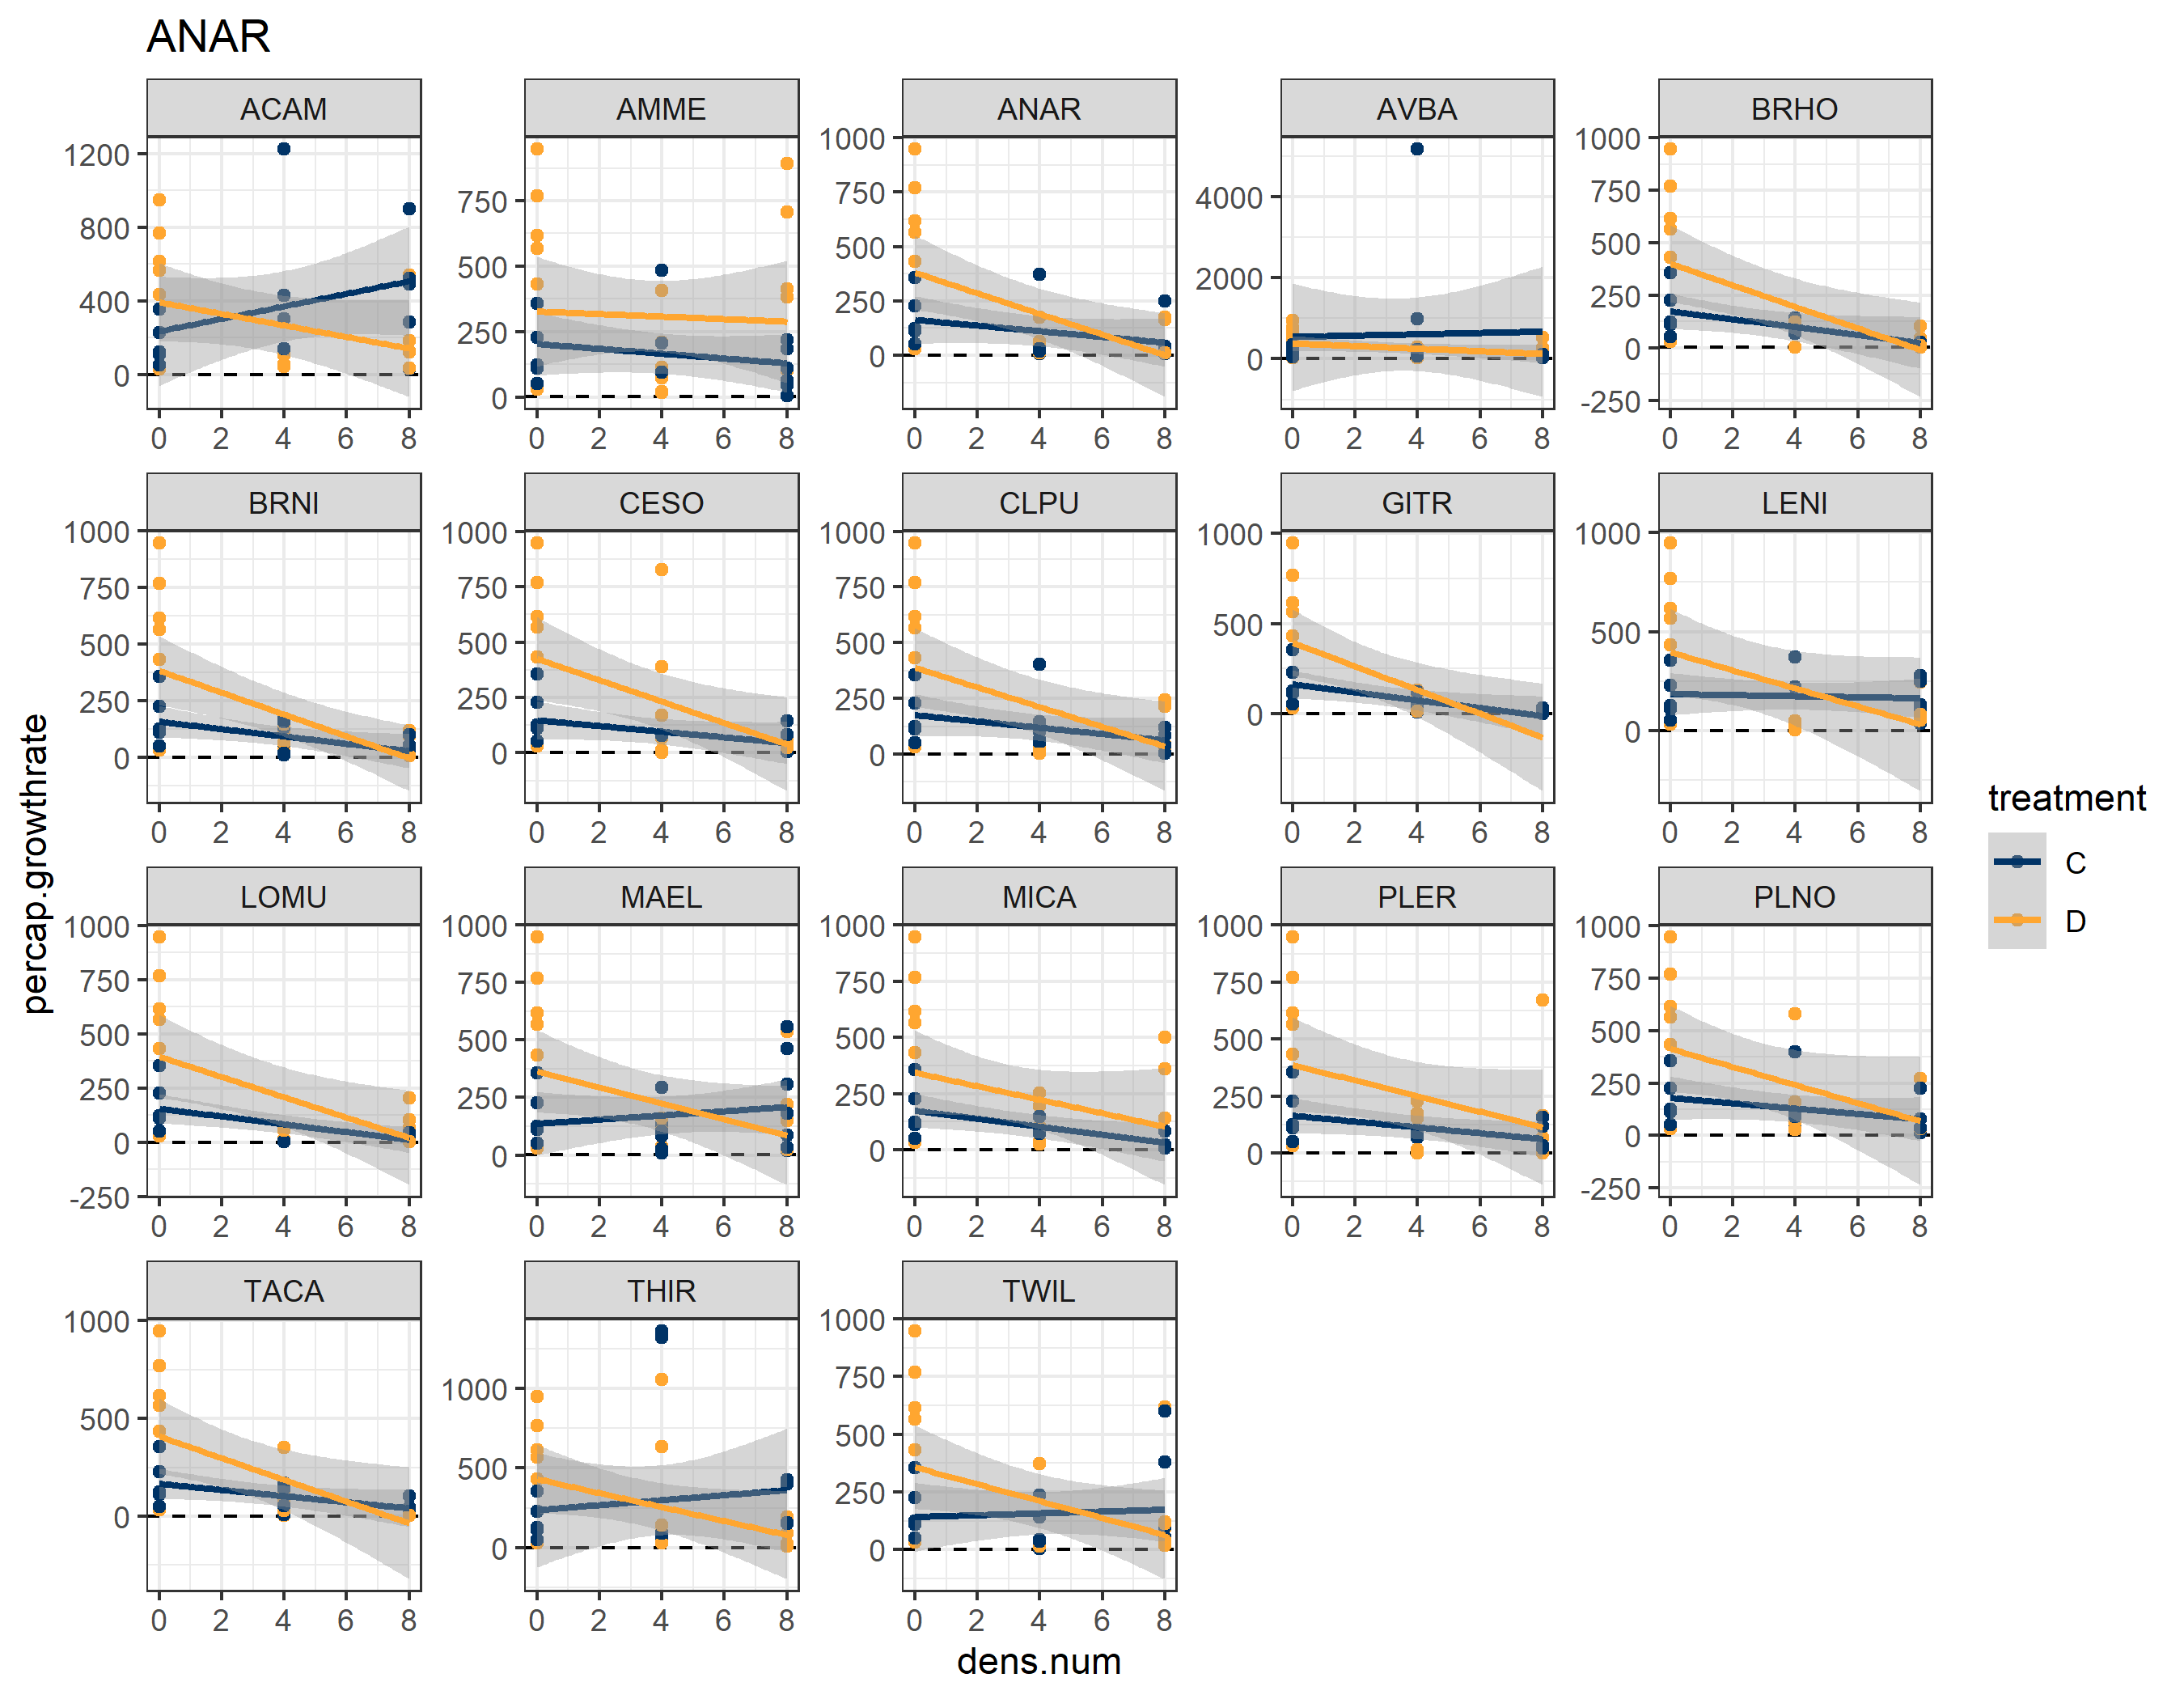 ANAR
ACAM AMME ANAR AVBA BRHO
1200 800 400 0
750 500 250 0
1000 750 500 250 0
4000 2000 0
1000 750 500 250 0 -250
0 2 4 6 8 0 2 4 6 8 0 2 4 6 8 0 2 4 6 8 0 2 4 6 8
BRNI CESO CLPU GITR LENI
1000 750 500 250 0
1000 750 500 250 0
1000 750 500 250 0
1000 500 0
1000 500 0
0 2 4 6 8 0 2 4 6 8 0 2 4 6 8 0 2 4 6 8 0 2 4 6 8
LOMU MAEL MICA PLER PLNO
1000 750 500 250 0 -250
1000 750 500 250 0
1000 750 500 250 0
1000 750 500 250 0
1000 750 500 250 0 -250
0 2 4 6 8 0 2 4 6 8 0 2 4 6 8 0 2 4 6 8 0 2 4 6 8
TACA THIR TWIL
1000 500 0
1000 500 0
1000 750 500 250 0
0 2 4 6 8 0 2 4 6 8 0 2 4 6 8
dens.num
percap.growthrate
treatment
C
D